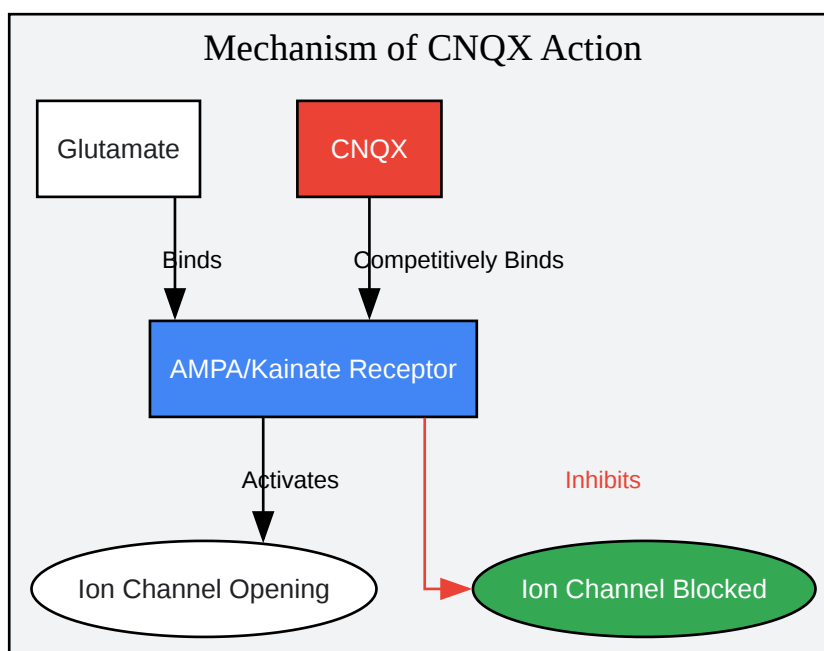 Mechanism of CNQX Action
Glutamate
CNQX
Binds
Competitively Binds
AMPA/Kainate Receptor
Activates
Inhibits
Ion Channel Opening
Ion Channel Blocked